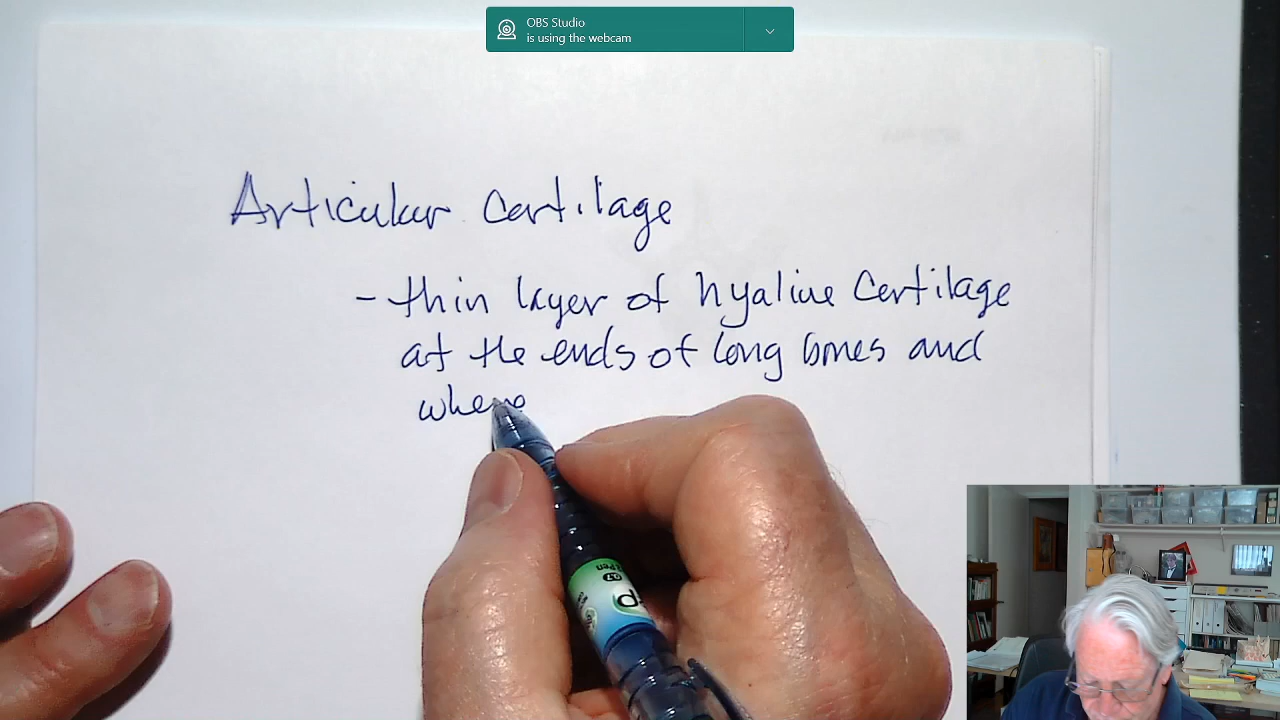 OBS Studio
is using the webcam
Articular Cartilage
- thin layer of hyaline Cartilage
at the ends of long bones and
where